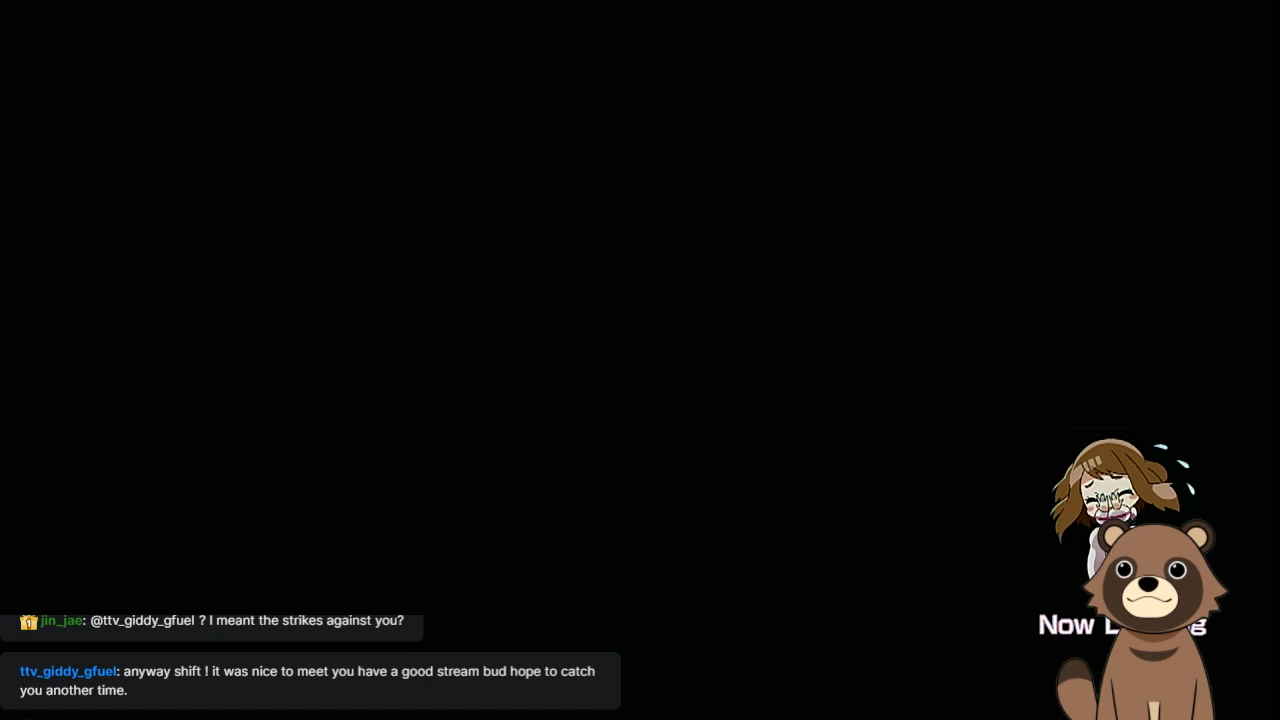 jin_jae: @ttv_giddy_gfuel ? I meant the strikes against you?
ttv_giddy_gfuel: anyway shift ! it was nice to meet you have a good stream bud hope to catch
you another time.
Now